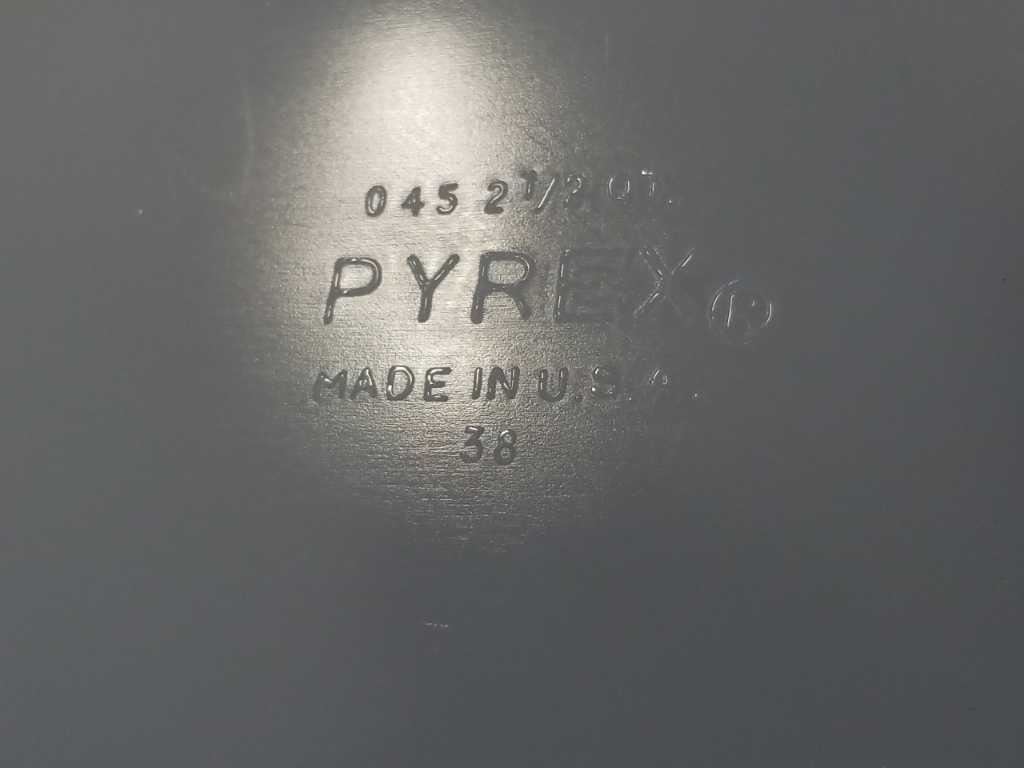 045 2 1/2 QT.
PYREX ®
MADE IN U.S.A.
38